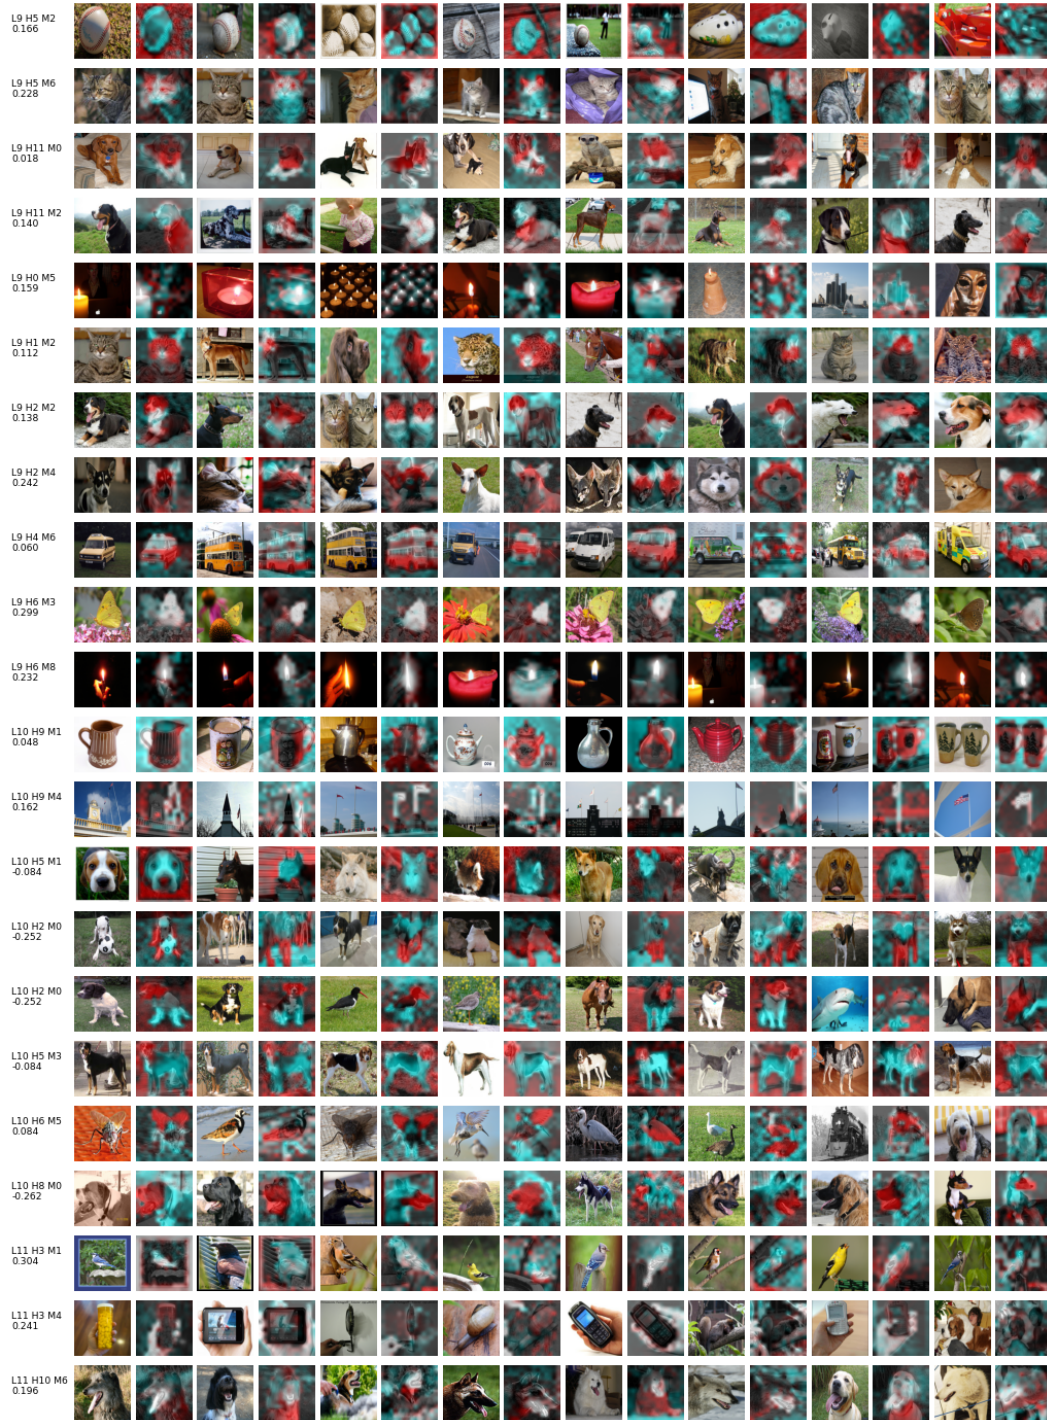 L9 H5 M2
0.166
L9 H5 M6
0.228
L9 H11 M0
0.018
L9 H11 M2
0.140
L9 H0 M5
0.159
L9 H1 M2
0.112
L9 H2 M2
0.138
L9 H2 M4
0.242
L9 H4 M6
0.060
L9 H6 M3
0.299
L9 H6 M8
0.232
L10 H9 M1
0.048
L10 H9 M4
0.162
L10 H5 M1
-0.084
L10 H2 M0
-0.252
L10 H2 M0
-0.252
L10 H5 M3
-0.084
L10 H6 M5
0.084
L10 H8 M0
-0.262
L11 H3 M1
0.304
L11 H3 M4
0.241
L11 H10 M6
0.196